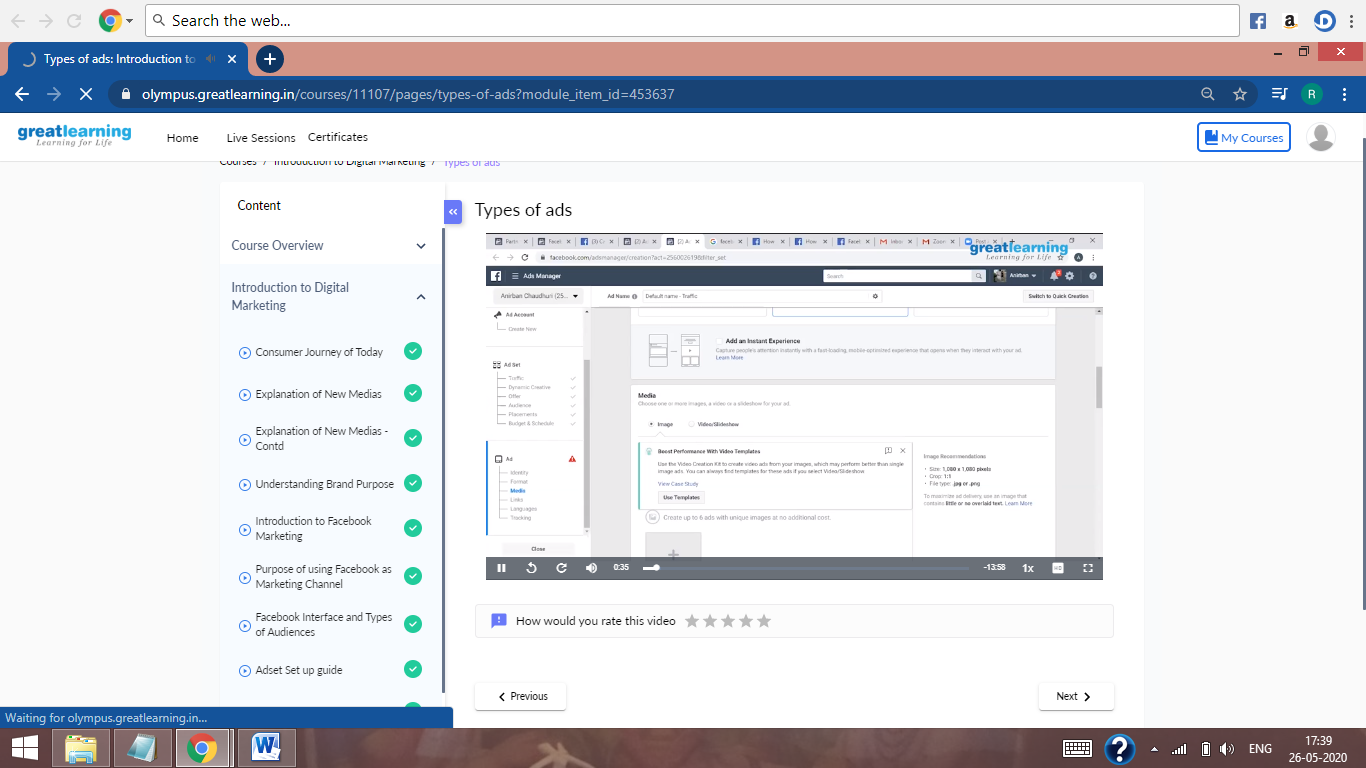 Search the web...
Types of ads: Introduction to
olympus.greatlearning.in/courses/11107/pages/types-of-ads?module_item_id=453637
R
greatlearning
Learning for Life
Home
Live Sessions
Certificates
My Courses
Courses / Introduction to Digital Marketing / Types of ads
Content
Course Overview
Introduction to Digital
Marketing
Consumer Journey of Today
Explanation of New Medias
Explanation of New Medias -
Contd
Understanding Brand Purpose
Introduction to Facebook
Marketing
Purpose of using Facebook as
Marketing Channel
Facebook Interface and Types
of Audiences
Adset Set up guide
Types of ads
greatlearning
Learning for Life
Ads Manager
Search
Anirban
Anirban Chaudhuri (25...
Ad Name
Default name - Traffic
Switch to Quick Creation
Ad Account
Create New
Ad Set
Traffic
Dynamic Creative
Offer
Audience
Placements
Budget & Schedule
Ad
Identity
Format
Media
Links
Languages
Tracking
Close
Add an Instant Experience
Capture people's attention instantly with a fast-loading, mobile-optimized experience that opens when they interact with your ad.
Learn More
Media
Choose one or more images, a video or a slideshow for your ad.
Image
Video/Slideshow
Boost Performance With Video Templates
Use the Video Creation Kit to create video ads from your images, which may perform better than single
image ads. You can always find templates for these ads if you select Video/Slideshow
View Case Study
Use Templates
Create up to 6 ads with unique images at no additional cost.
Image Recommendations
• Size: 1,080 x 1,080 pixels
• Crop: 1:1
• File type: .jpg or .png
To maximize ad delivery, use an image that
contains little or no overlaid text. Learn More
0:35
-13:58
1x
How would you rate this video
Previous
Next
Waiting for olympus.greatlearning.in...
ENG
17:39
26-05-2020